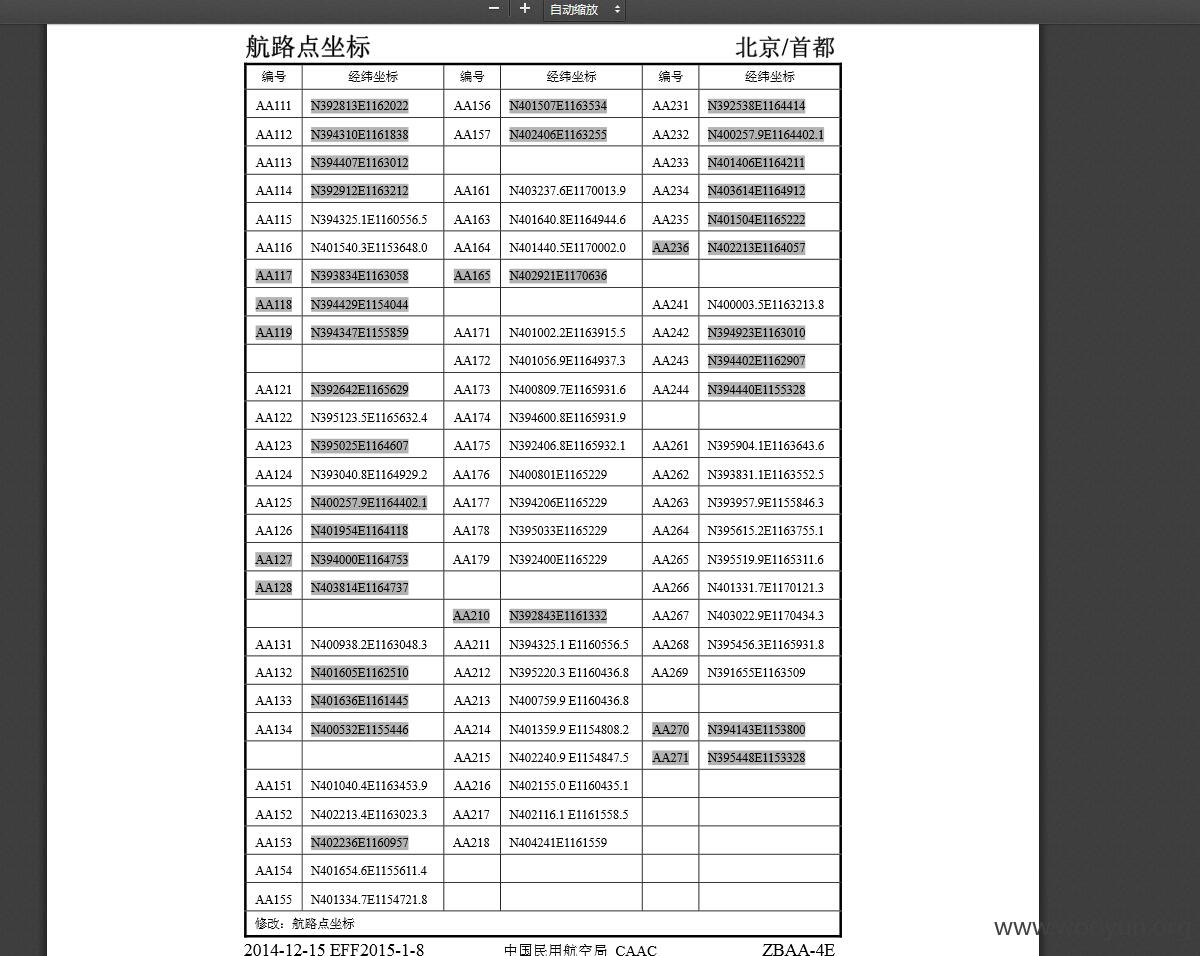 自动缩放
航路点坐标 北京/首都
编号 经纬坐标 编号 经纬坐标 编号 经纬坐标
AA111 N392813E1162022 AA156 N401507E1163534 AA231 N392538E1164414
AA112 N394310E1161838 AA157 N402406E1163255 AA232 N400257.9E1164402.1
AA113 N394407E1163012 AA233 N401406E1164211
AA114 N392912E1163212 AA161 N403237.6E1170013.9 AA234 N403614E1164912
AA115 N394325.1E1160556.5 AA163 N401640.8E1164944.6 AA235 N401504E1165222
AA116 N401540.3E1153648.0 AA164 N401440.5E1170002.0 AA236 N402213E1164057
AA117 N393834E1163058 AA165 N402921E1170636
AA118 N394429E1154044 AA241 N400003.5E1163213.8
AA119 N394347E1155859 AA171 N401002.2E1163915.5 AA242 N394923E1163010
AA172 N401056.9E1164937.3 AA243 N394402E1162907
AA121 N392642E1165629 AA173 N400809.7E1165931.6 AA244 N394440E1155328
AA122 N395123.5E1165632.4 AA174 N394600.8E1165931.9
AA123 N395025E1164607 AA175 N392406.8E1165932.1 AA261 N395904.1E1163643.6
AA124 N393040.8E1164929.2 AA176 N400801E1165229 AA262 N393831.1E1163552.5
AA125 N400257.9E1164402.1 AA177 N394206E1165229 AA263 N393957.9E1155846.3
AA126 N401954E1164118 AA178 N395033E1165229 AA264 N395615.2E1163755.1
AA127 N394000E1164753 AA179 N392400E1165229 AA265 N395519.9E1165311.6
AA128 N403814E1164737 AA266 N401331.7E1170121.3
AA210 N392843E1161332 AA267 N403022.9E1170434.3
AA131 N400938.2E1163048.3 AA211 N394325.1 E1160556.5 AA268 N395456.3E1165931.8
AA132 N401605E1162510 AA212 N395220.3 E1160436.8 AA269 N391655E1163509
AA133 N401636E1161445 AA213 N400759.9 E1160436.8
AA134 N400532E1155446 AA214 N401359.9 E1154808.2 AA270 N394143E1153800
AA215 N402240.9 E1154847.5 AA271 N395448E1153328
AA151 N401040.4E1163453.9 AA216 N402155.0 E1160435.1
AA152 N402213.4E1163023.3 AA217 N402116.1 E1161558.5
AA153 N402236E1160957 AA218 N404241E1161559
AA154 N401654.6E1155611.4
AA155 N401334.7E1154721.8
修改：航路点坐标
www.wooyun.org
2014-12-15 EFF2015-1-8 中国民用航空局 CAAC ZBAA-4E